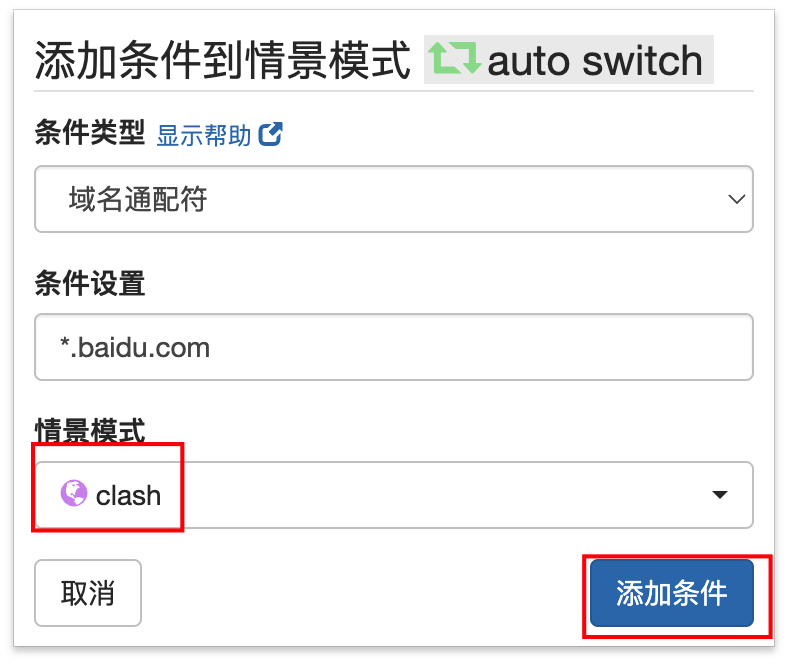 添加条件到情景模式 auto switch
条件类型 显示帮助
域名通配符
条件设置
*.baidu.com
情景模式
clash
取消 添加条件